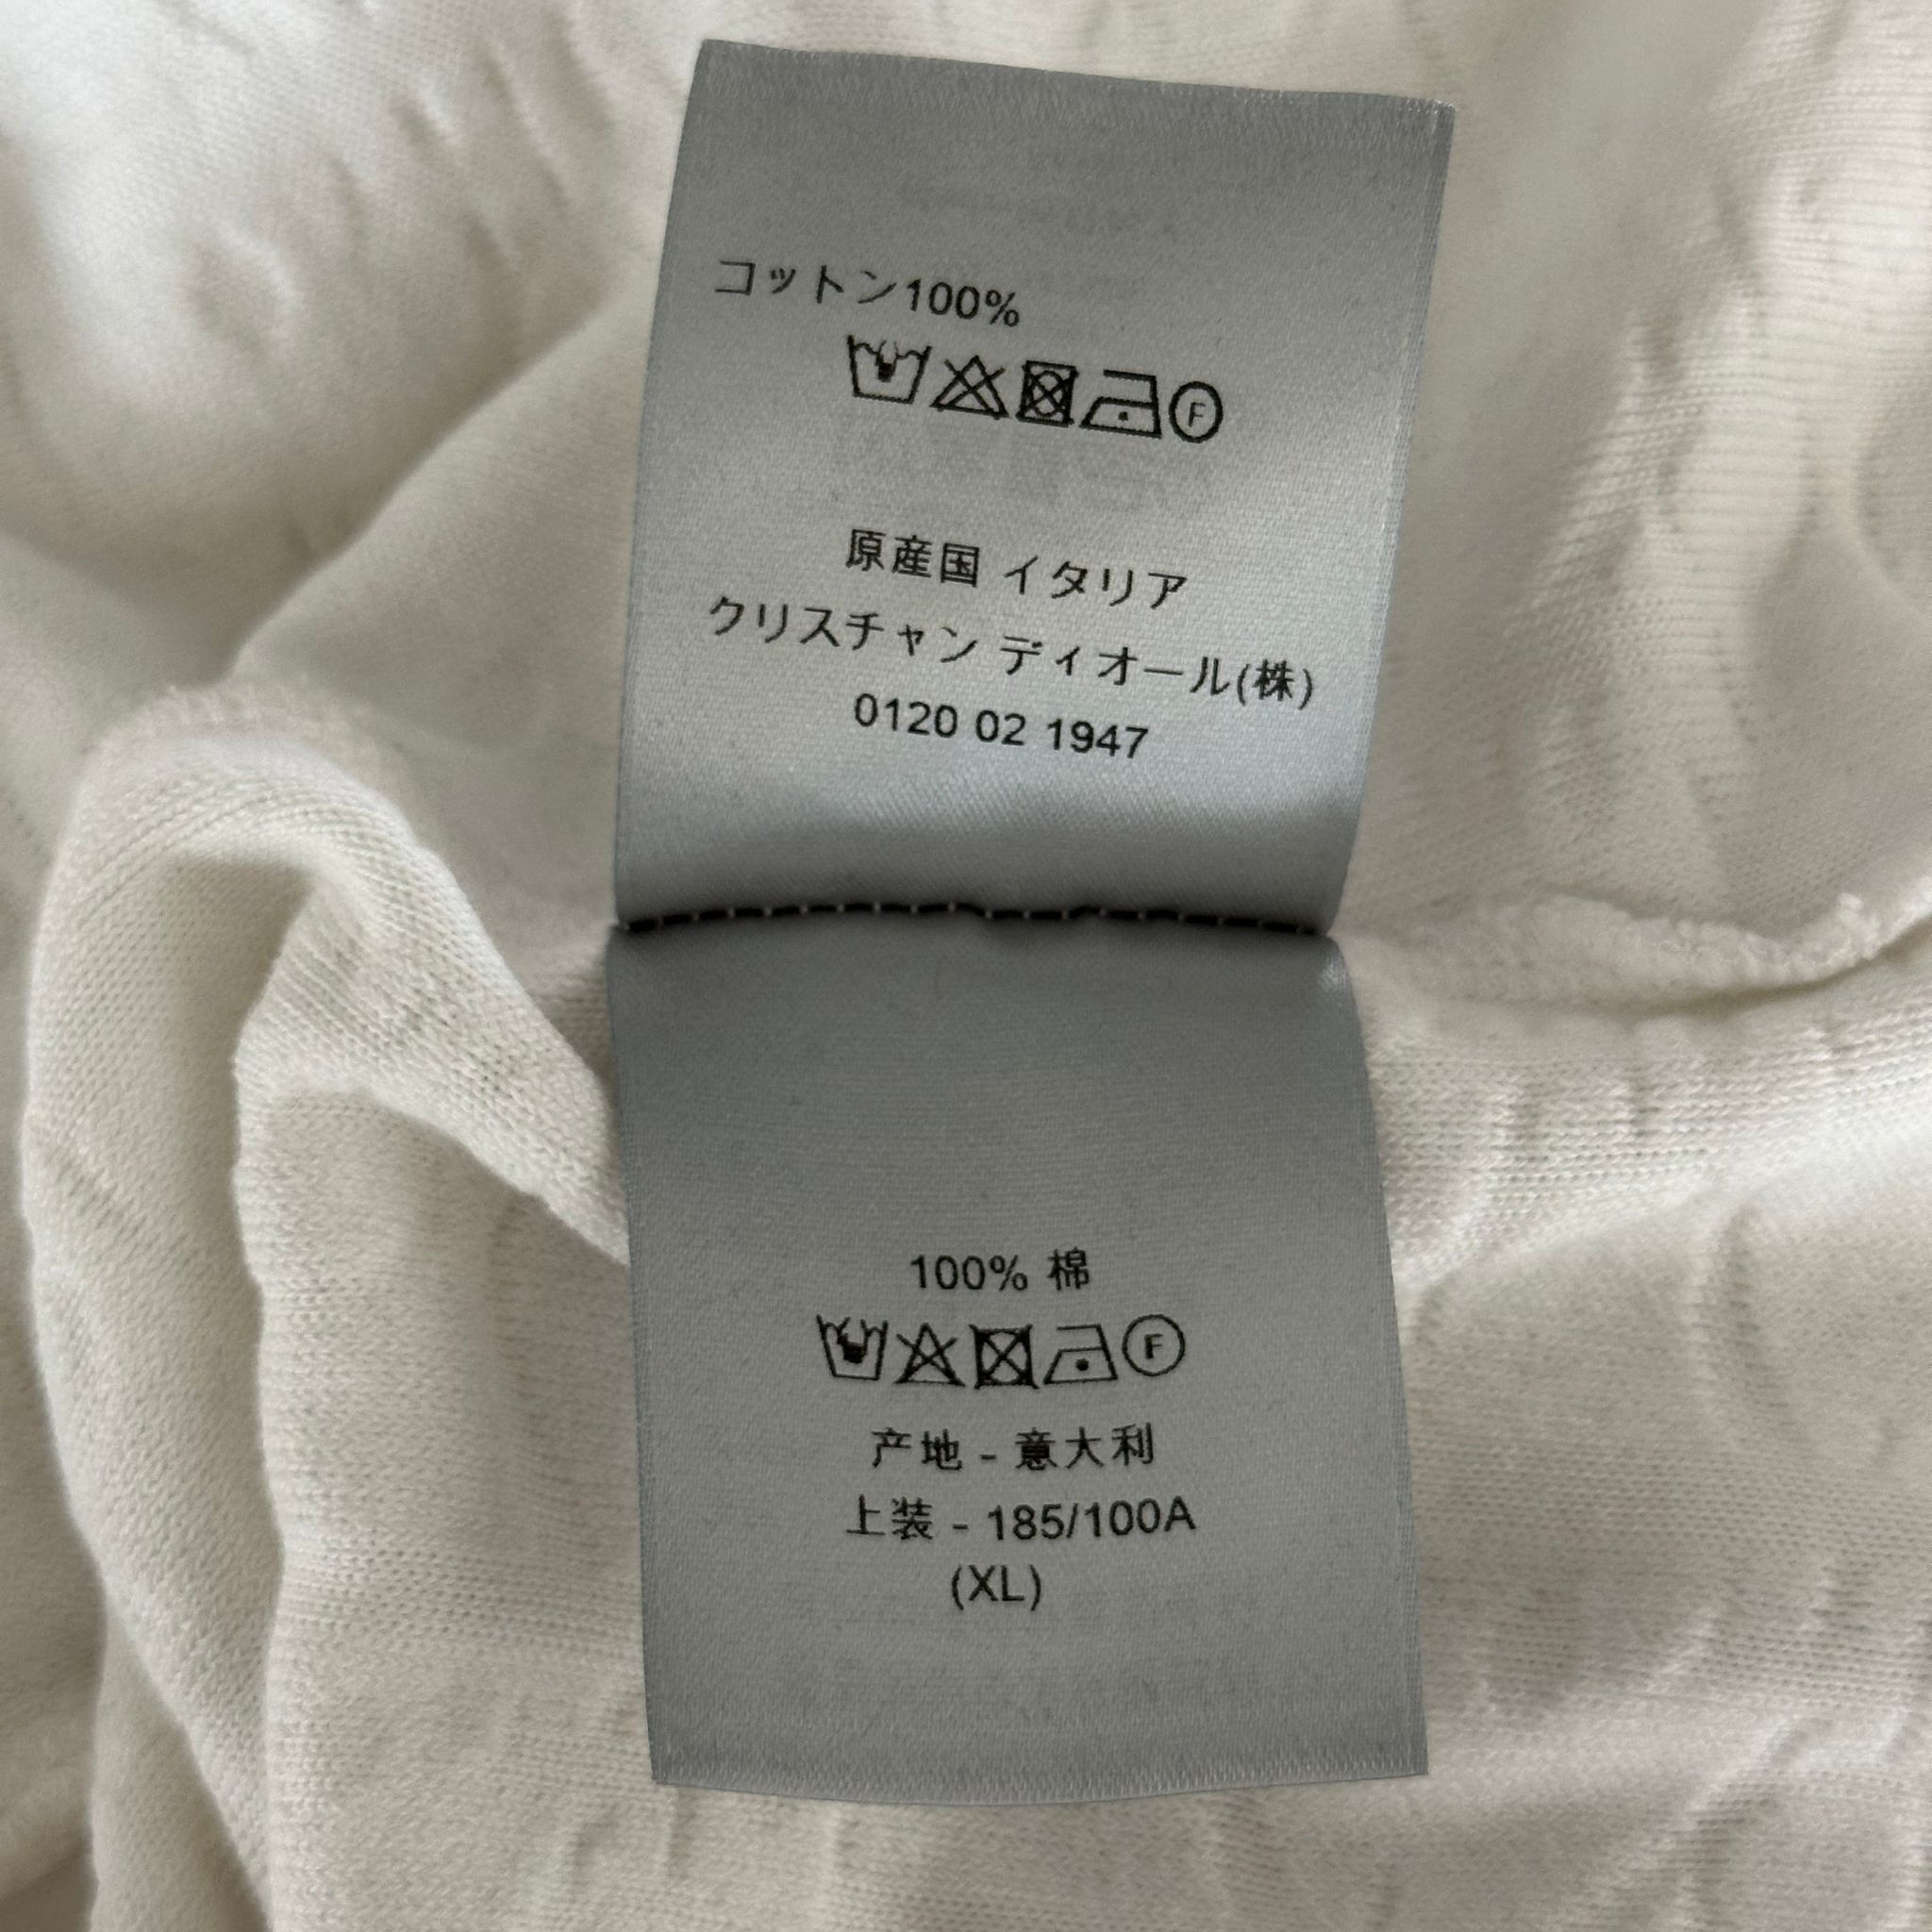 コットン100%
F
原産国 イタリア
クリスチャン ディオール(株)
0120 02 1947
100% 棉
F
产地 - 意大利
上装 - 185/100A
(XL)